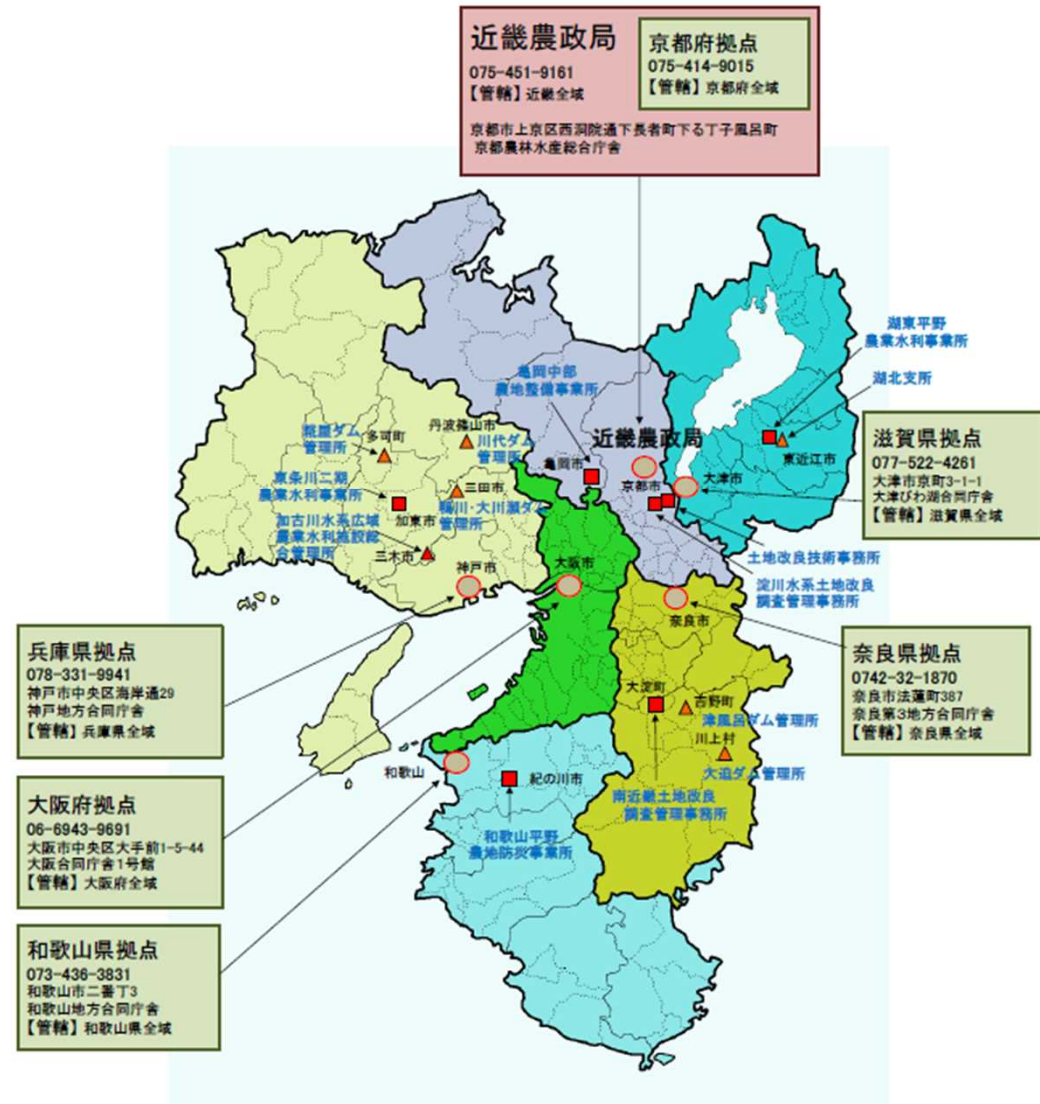 近畿農政局
075-451-9161
【管轄】近畿全域
京都市上京区西洞院通下長者町下る丁子風呂町
京都農林水産総合庁舎
京都府拠点
075-414-9015
【管轄】京都府全域
湖東平野
農業水利事業所
湖北支所
亀岡中部
農地整備事業所
近畿農政局
糀屋ダム
管理所
多可町
丹波篠山市
川代ダム
管理所
亀岡市
京都市
大津市
東近江市
滋賀県拠点
077-522-4261
大津市京町3-1-1
大津びわ湖合同庁舎
【管轄】滋賀県全域
東条川二期
農業水利事業所
加東市
三田市
鴨川・大川瀬ダム
管理所
加古川水系広域
農業水利施設総
合管理所
三木市
神戸市
大阪市
土地改良技術事務所
淀川水系土地改良
調査管理事務所
奈良市
兵庫県拠点
078-331-9941
神戸市中央区海岸通29
神戸地方合同庁舎
【管轄】兵庫県全域
奈良県拠点
0742-32-1870
奈良市法蓮町387
奈良第3地方合同庁舎
【管轄】奈良県全域
大淀町
吉野町
津風呂ダム管理所
川上村
大迫ダム管理所
南近畿土地改良
調査管理事務所
和歌山
紀の川市
和歌山平野
農地防災事業所
大阪府拠点
06-6943-9691
大阪市中央区大手前1-5-44
大阪合同庁舎1号館
【管轄】大阪府全域
和歌山県拠点
073-436-3831
和歌山市二番丁3
和歌山地方合同庁舎
【管轄】和歌山県全域